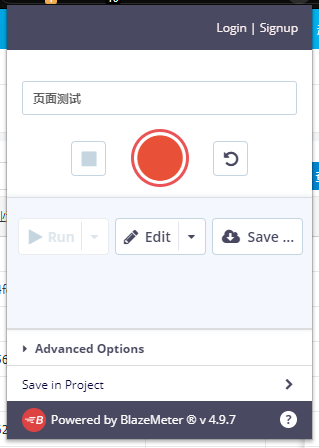 Login | Signup
页面测试
Run
Edit
Save ...
Advanced Options
Save in Project
Powered by BlazeMeter ® v 4.9.7
?